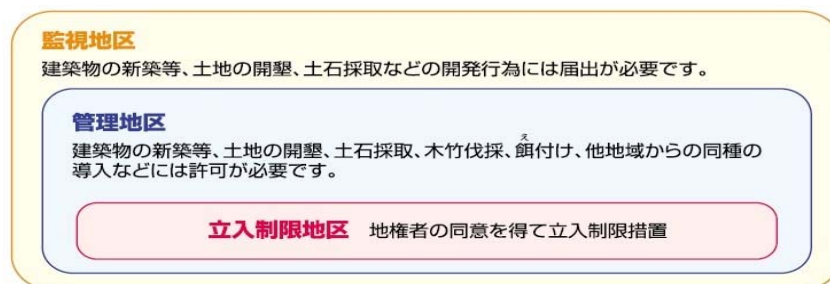 監視地区
建築物の新築等、土地の開墾、土石採取などの開発行為には届出が必要です。
管理地区
建築物の新築等、土地の開墾、土石採取、木竹伐採、餌付け、他地域からの同種の
え
導入などには許可が必要です。
立入制限地区 地権者の同意を得て立入制限措置